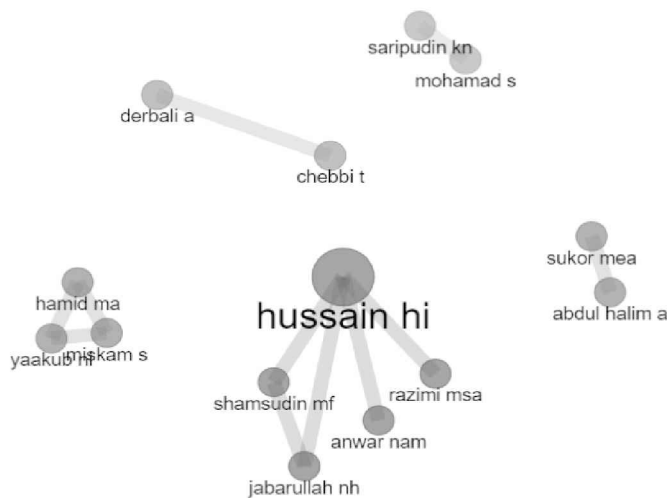 saripudin kn
mohamad s
derbali a
chebbi t
sukor mea
hamid ma
abdul halim a
hussain hi
miskam s
yaakub ni
razimi msa
shamsudin mf
anwar nam
jabarullah nh